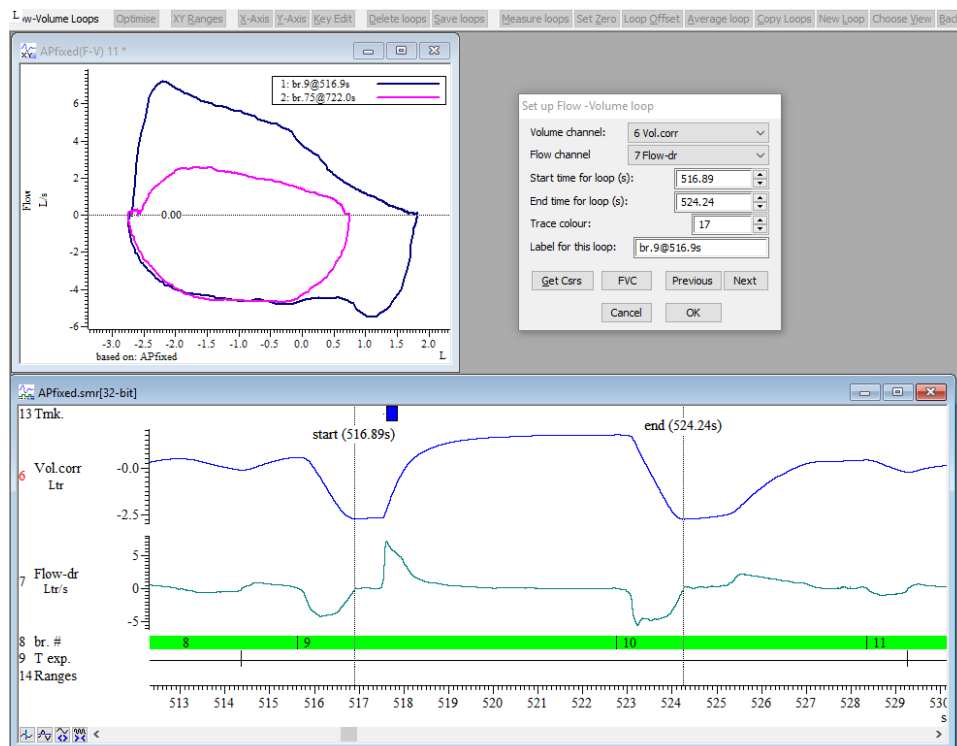 Low-Volume Loops Optimise XY Ranges X-Axis Y-Axis Key Edit Delete loops Save loops Measure loops Set Zero Loop Offset Average loop Copy Loops New Loop Choose View Bac
APfixed(F-V) 11 *
1: br.9@516.9s
2: br.75@722.0s
Flow
L/s
6
4
2
0
-2
-4
-6
0.00
-3.0 -2.5 -2.0 -1.5 -1.0 -0.5 0.0 0.5 1.0 1.5 2.0
based on: APfixed
L
Set up Flow -Volume loop
Volume channel: 6 Vol.corr
Flow channel 7 Flow-dr
Start time for loop (s): 516.89
End time for loop (s): 524.24
Trace colour: 17
Label for this loop: br.9@516.9s
Get Csrs FVC Previous Next
Cancel OK
APfixed.smr[32-bit]
13 Tmk.
start (516.89s) end (524.24s)
6 Vol.corr
Ltr
-0.0
-2.5
7 Flow-dr
Ltr/s
5
0
-5
8 br. # 8 9 10 11
9 T exp.
14 Ranges
513 514 515 516 517 518 519 520 521 522 523 524 525 526 527 528 529 530
s